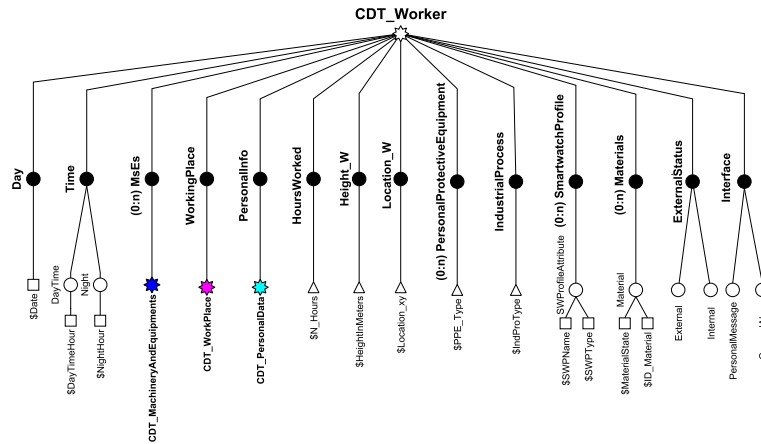 CDT_Worker
Day
Time
(0:n) MsEs
WorkingPlace
PersonalInfo
HoursWorked
Height_W
Location_W
(0:n) PersonalProtectiveEquipment
IndustrialProcess
(0:n) SmartwatchProfile
(0:n) Materials
ExternalStatus
Interface
$Date
DayTime
$DayTimeHour
Night
$NightHour
CDT_MachineryAndEquipments
CDT_WorkPlace
CDT_PersonalData
$N_Hours
$HeightInMeters
$Location_xy
$PPE_Type
$IndProType
SWProfileAttribute
$SWPName
$SWPType
Material
$MaterialState
$ID_Material
External
Internal
PersonalMessage